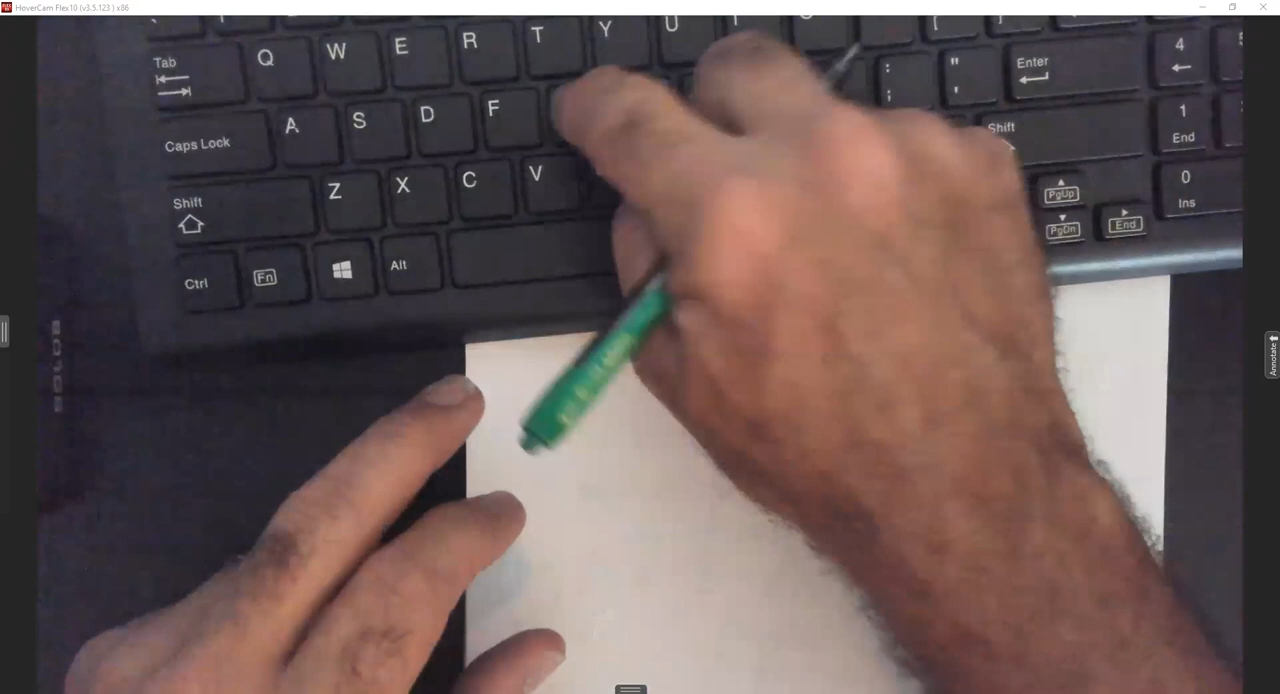 HoverCam Flex10 (v3.5.123) x86
Tab Q W E R T Y U [ ]
Caps Lock A S D F : ; " ' Enter 4
Shift Z X C V Shift 1 End
Ctrl Fn Alt PgUp PgDn End 0 Ins
Annotate